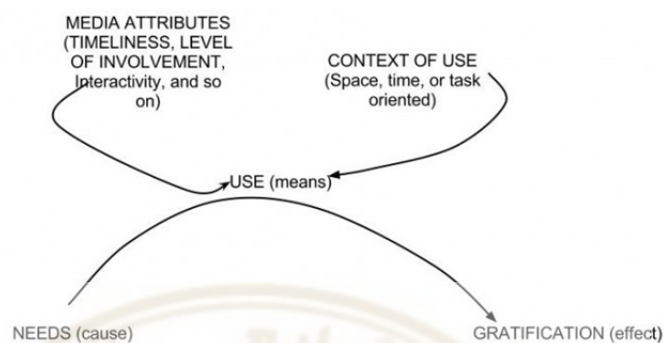 MEDIA ATTRIBUTES
(TIMELINESS, LEVEL
OF INVOLVEMENT,
Interactivity, and so
on)
CONTEXT OF USE
(Space, time, or task
oriented)
USE (means)
NEEDS (cause)
GRATIFICATION (effect)